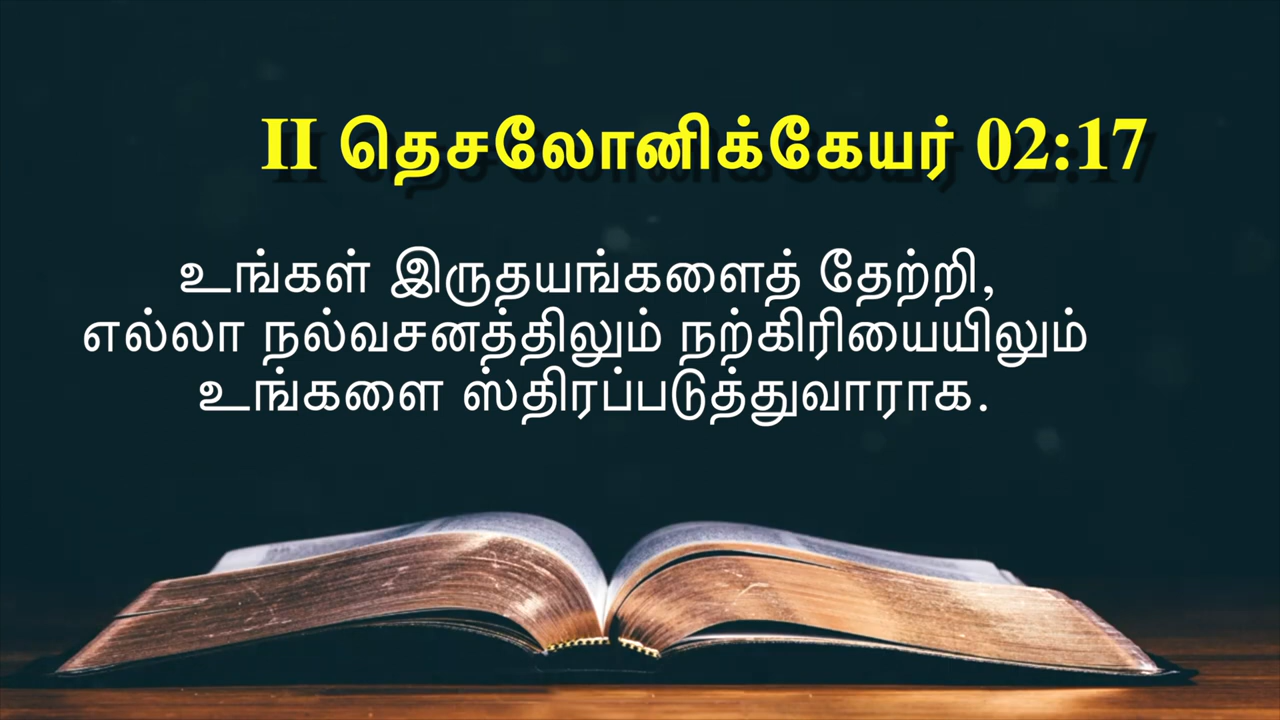 II தெசலோனிக்கேயர் 02:17
உங்கள் இருதயங்களைத் தேற்றி,
எல்லா நல்வசனத்திலும் நற்கிரியையிலும்
உங்களை ஸ்திரப்படுத்துவாராக.